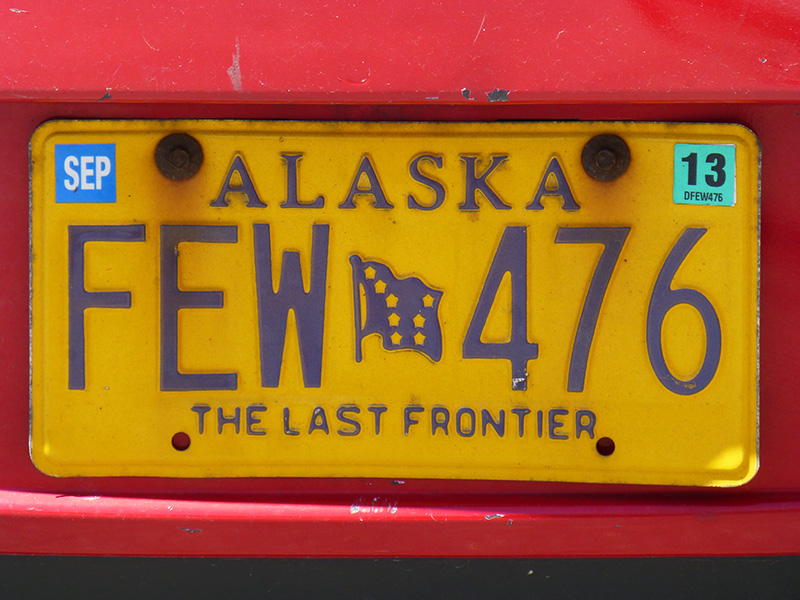 SEP
ALASKA
13
DFEW476
FEW 476
THE LAST FRONTIER